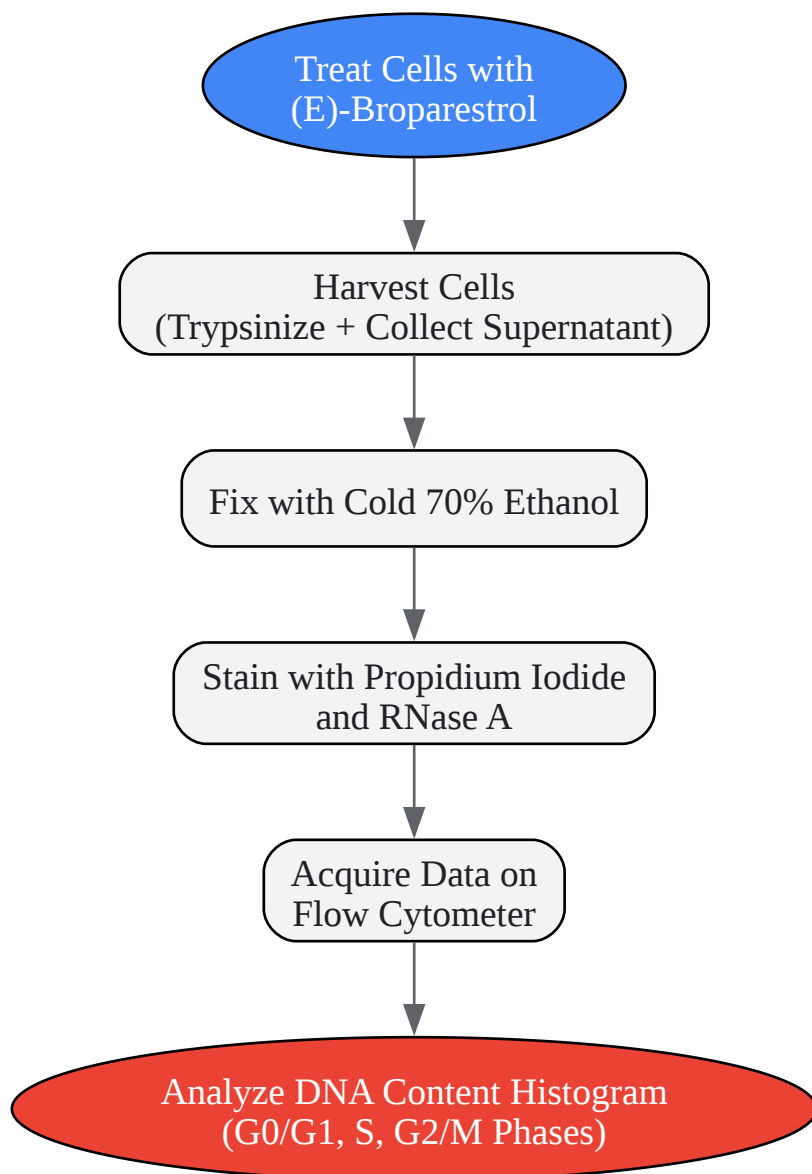 Treat Cells with
(E)-Broparestrol
Harvest Cells
(Trypsinize + Collect Supernatant)
Fix with Cold 70% Ethanol
Stain with Propidium Iodide
and RNase A
Acquire Data on
Flow Cytometer
Analyze DNA Content Histogram
(G0/G1, S, G2/M Phases)